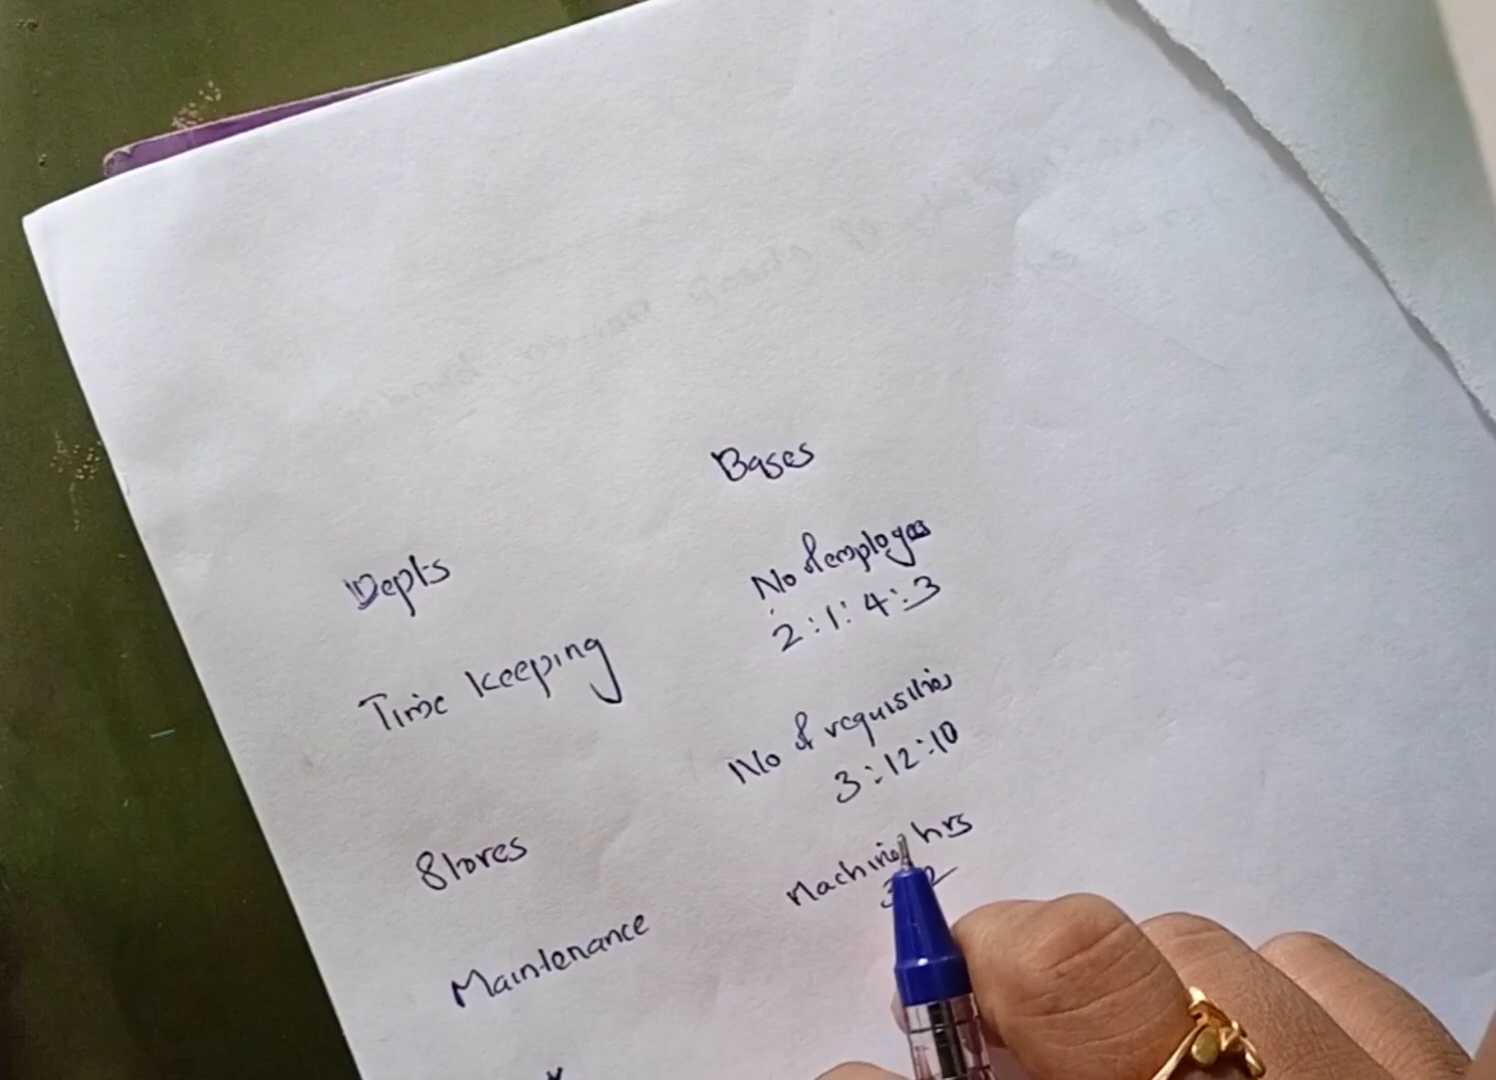 Bases
Depts
No of employees
2:1:4:3
Time keeping
No of requisitios
3:12:10
Stores
Machine hrs
Maintenance